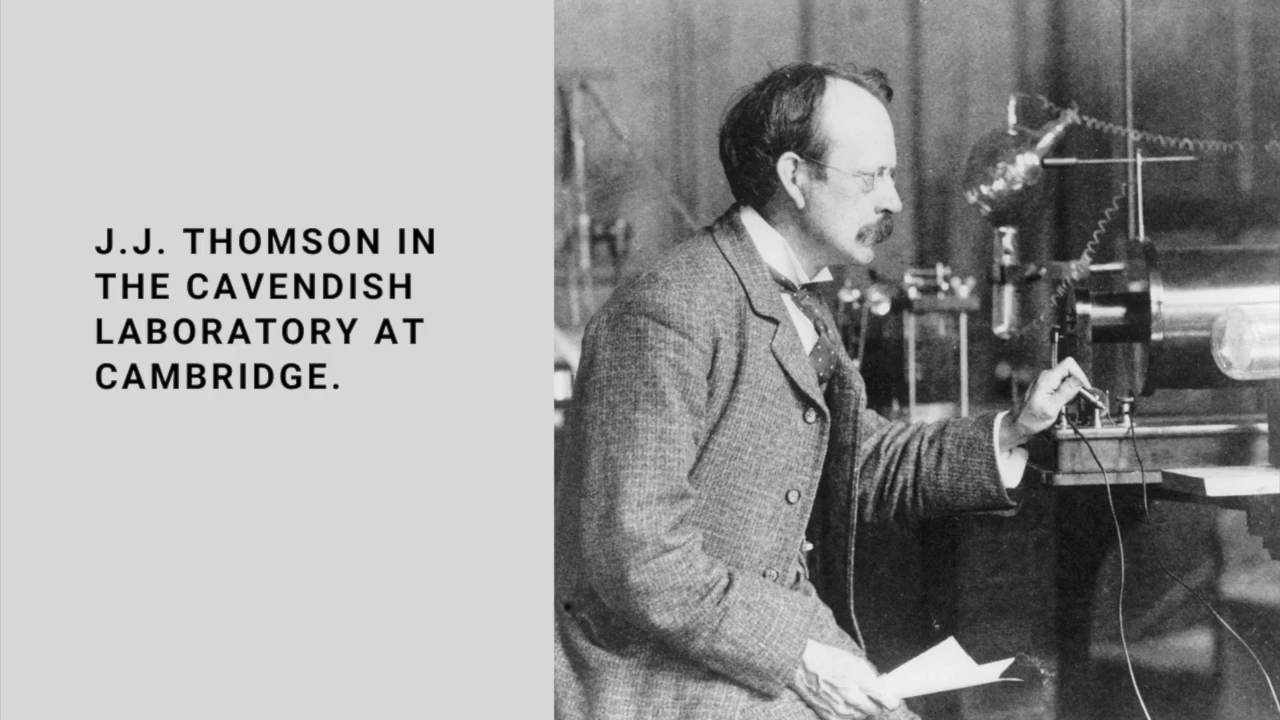 J.J. THOMSON IN
THE CAVENDISH
LABORATORY AT
CAMBRIDGE.